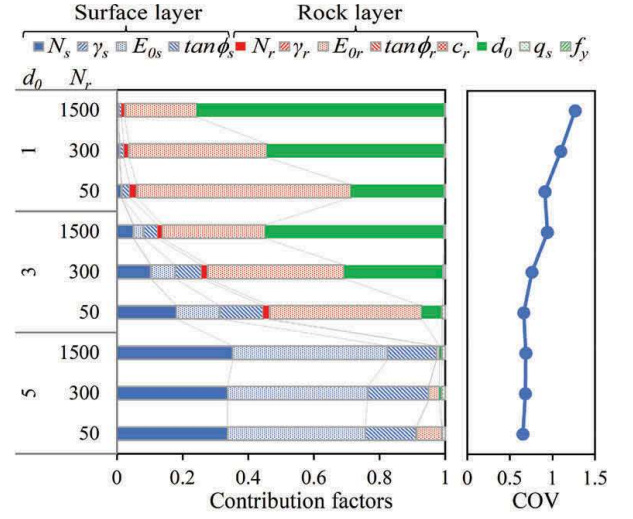 Surface layer Rock layer
N_s γ_s E_0s tanϕ_s N_r γ_r E_0r tanϕ_r c_r d_0 q_s f_y
d_0 N_r
1500
1 300
50
1500
3 300
50
1500
5 300
50
0 0.2 0.4 0.6 0.8 1 0 0.5 1 1.5
Contribution factors COV